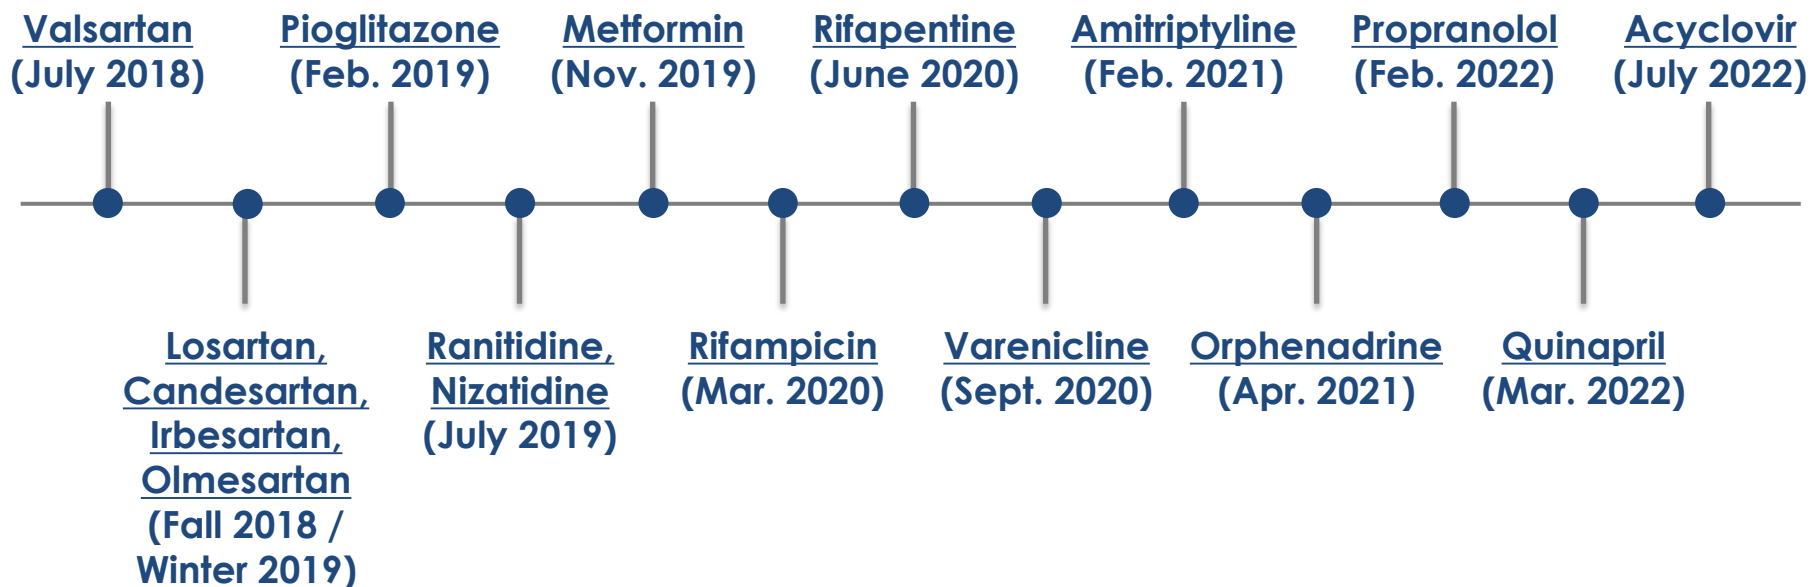 Valsartan
(July 2018)
Pioglitazone
(Feb. 2019)
Metformin
(Nov. 2019)
Rifapentine
(June 2020)
Amitriptyline
(Feb. 2021)
Propranolol
(Feb. 2022)
Acyclovir
(July 2022)
Losartan,
Candesartan,
Irbesartan,
Olmesartan
(Fall 2018 /
Winter 2019)
Ranitidine,
Nizatidine
(July 2019)
Rifampicin
(Mar. 2020)
Varenicline
(Sept. 2020)
Orphenadrine
(Apr. 2021)
Quinapril
(Mar. 2022)